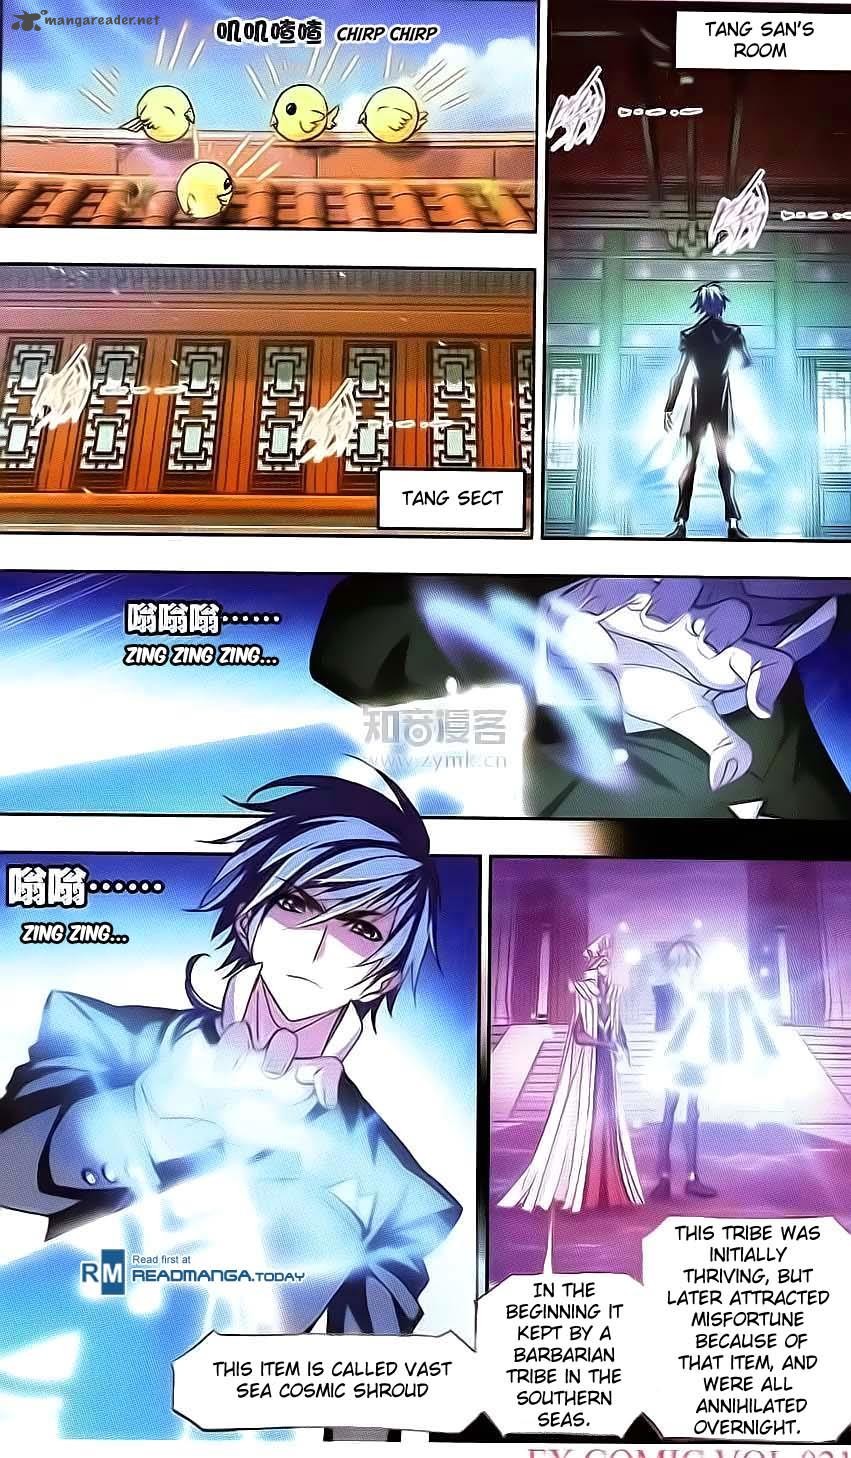 mangareader.net
叽叽喳喳 CHIRP CHIRP
TANG SAN'S
ROOM
TANG SECT
嗡嗡嗡……
ZING ZING ZING...
知音漫客
www.zymk.cn
嗡嗡……
ZING ZING...
RM Read first at
READMANGA.TODAY
THIS ITEM IS CALLED VAST
SEA COSMIC SHROUD
IN THE
BEGINNING IT
KEPT BY A
BARBARIAN
TRIBE IN THE
SOUTHERN
SEAS.
THIS TRIBE WAS
INITIALLY
THRIVING, BUT
LATER ATTRACTED
MISFORTUNE
BECAUSE OF
THAT ITEM, AND
WERE ALL
ANNIHILATED
OVERNIGHT.